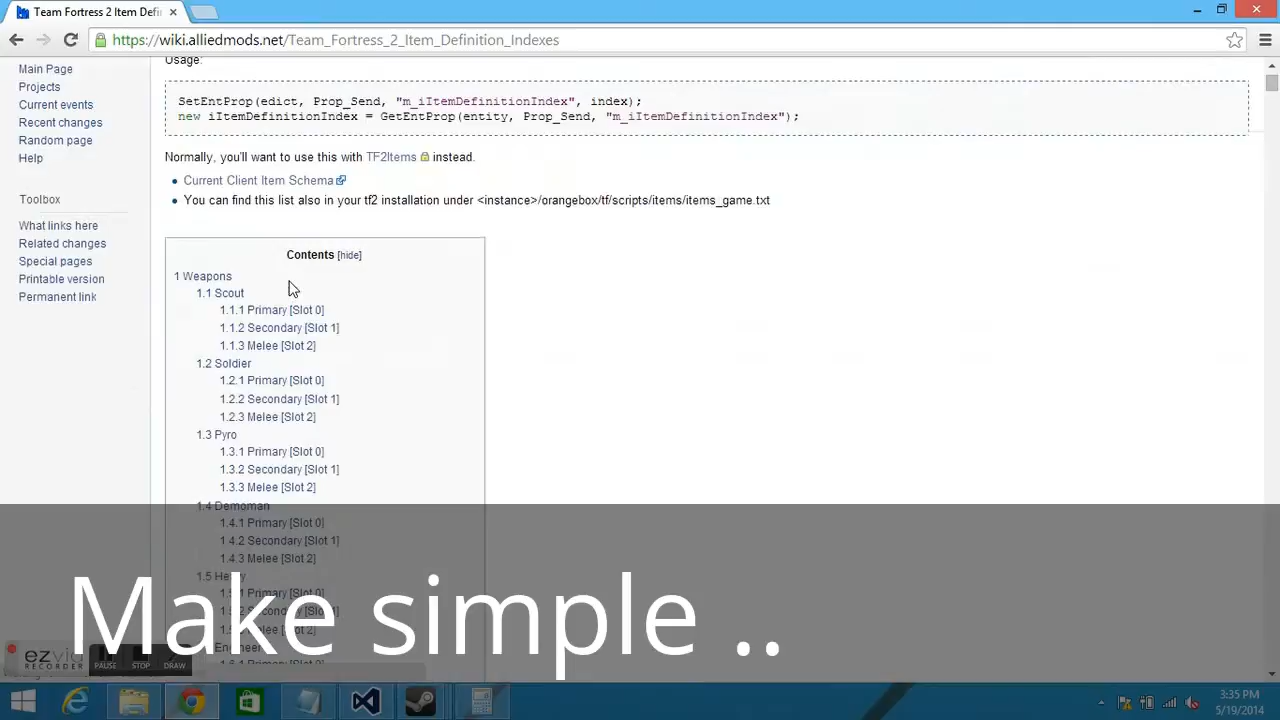 Team Fortress 2 Item Defi
https://wiki.alliedmods.net/Team_Fortress_2_Item_Definition_Indexes
Main Page
Projects
Current events
Recent changes
Random page
Help
Toolbox
What links here
Related changes
Special pages
Printable version
Permanent link
Usage:
SetEntProp(edict, Prop_Send, "m_iItemDefinitionIndex", index);
new iItemDefinitionIndex = GetEntProp(entity, Prop_Send, "m_iItemDefinitionIndex");
Normally, you'll want to use this with TF2Items instead.
Current Client Item Schema
You can find this list also in your tf2 installation under <instance>/orangebox/tf/scripts/items/items_game.txt
Contents [hide]
1 Weapons
1.1 Scout
1.1.1 Primary [Slot 0]
1.1.2 Secondary [Slot 1]
1.1.3 Melee [Slot 2]
1.2 Soldier
1.2.1 Primary [Slot 0]
1.2.2 Secondary [Slot 1]
1.2.3 Melee [Slot 2]
1.3 Pyro
1.3.1 Primary [Slot 0]
1.3.2 Secondary [Slot 1]
1.3.3 Melee [Slot 2]
1.4 Demoman
1.4.1 Primary [Slot 0]
1.4.2 Secondary [Slot 1]
1.4.3 Melee [Slot 2]
Make simple ..
ezvid
RECORDER
PAUSE
STOP
DRAW
3:35 PM
5/19/2014